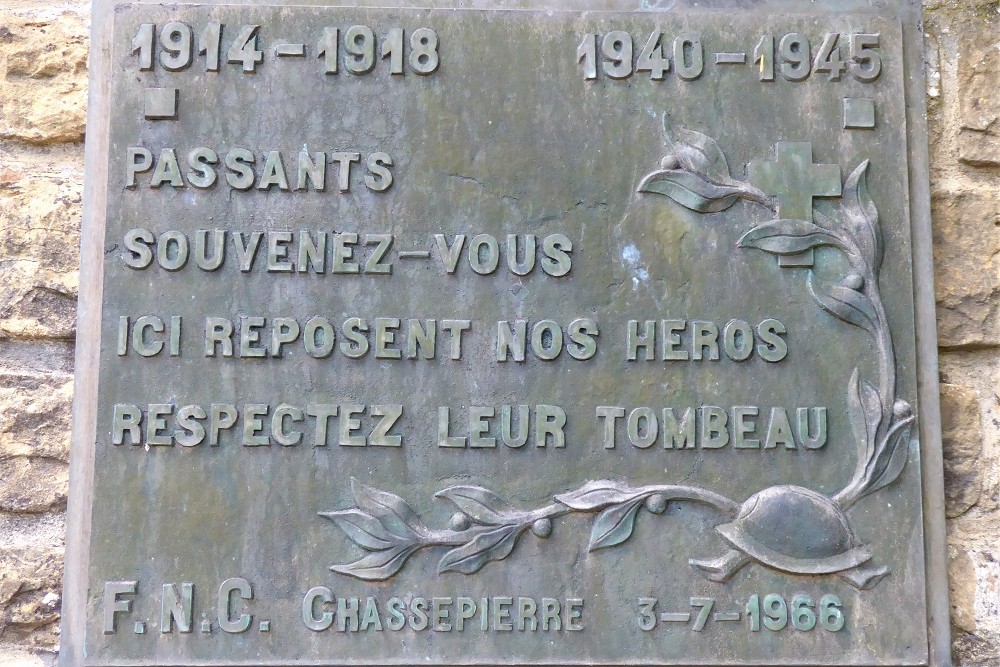 1914-1918 1940-1945
PASSANTS
SOUVENEZ-VOUS
ICI REPOSENT NOS HEROS
RESPECTEZ LEUR TOMBEAU
F.N.C. CHASSEPIERRE 3-7-1966